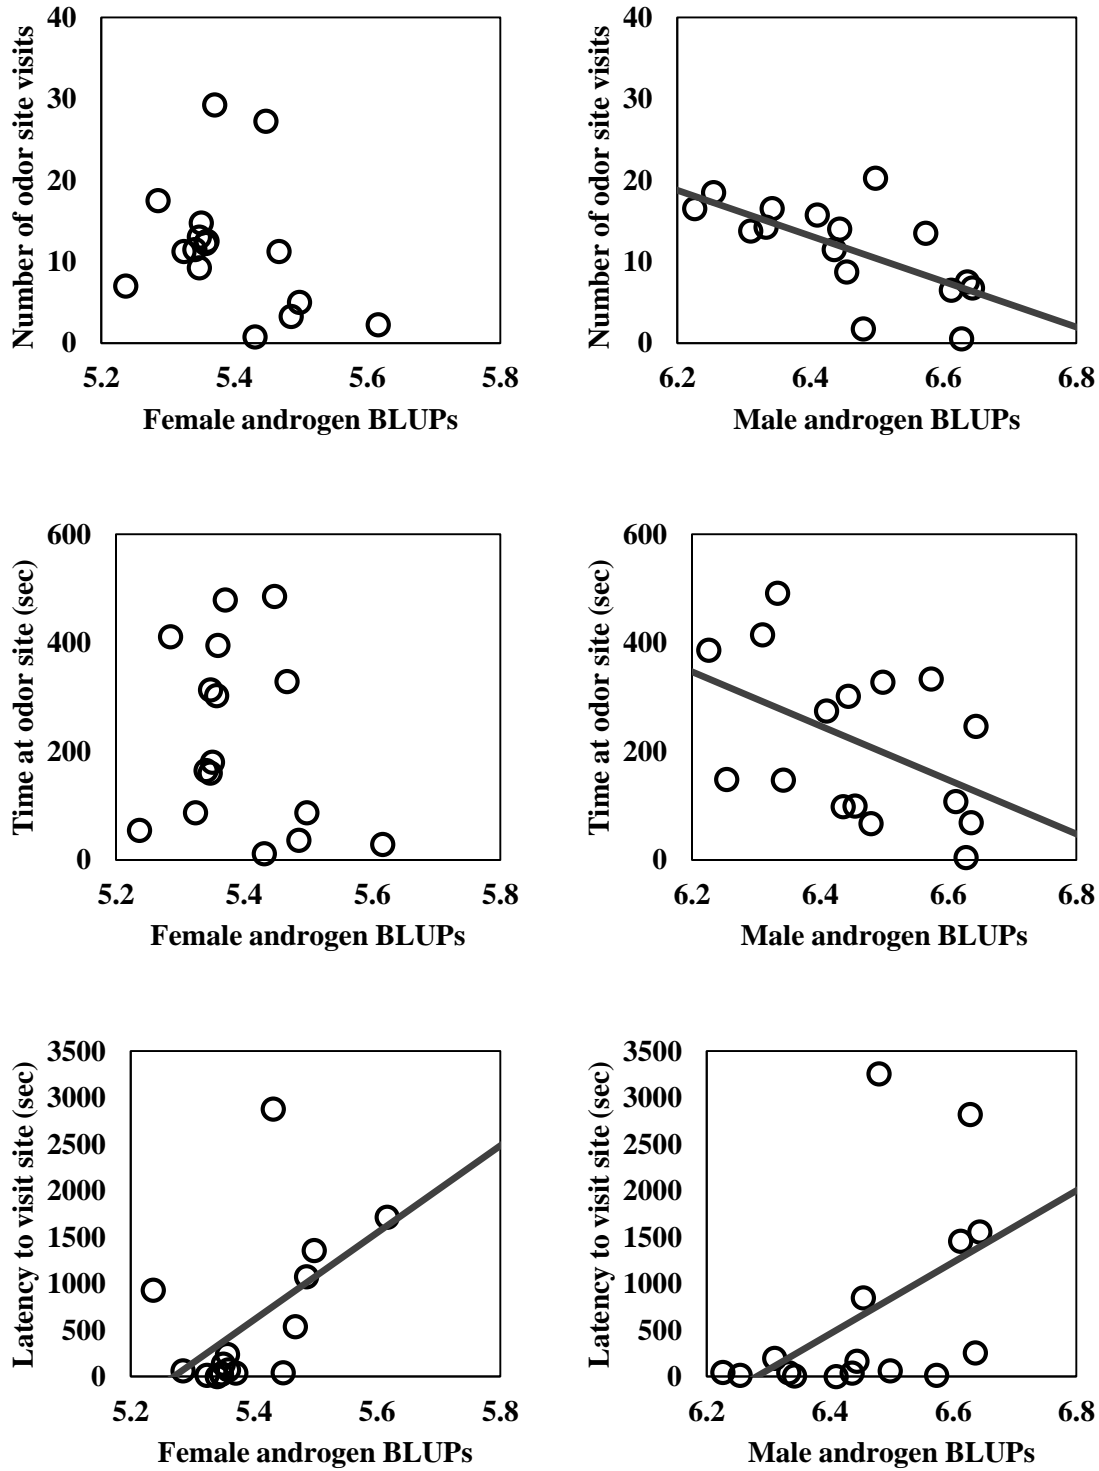 Number of odor site visits
40
30
20
10
0
5.2 5.4 5.6 5.8
Female androgen BLUPs
Number of odor site visits
40
30
20
10
0
6.2 6.4 6.6 6.8
Male androgen BLUPs
Time at odor site (sec)
600
400
200
0
5.2 5.4 5.6 5.8
Female androgen BLUPs
Time at odor site (sec)
600
400
200
0
6.2 6.4 6.6 6.8
Male androgen BLUPs
Latency to visit site (sec)
3500
3000
2500
2000
1500
1000
500
0
5.2 5.4 5.6 5.8
Female androgen BLUPs
Latency to visit site (sec)
3500
3000
2500
2000
1500
1000
500
0
6.2 6.4 6.6 6.8
Male androgen BLUPs